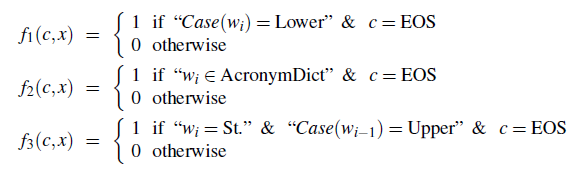 f₁(c,x) = { 1 if “Case(wᵢ) = Lower” & c = EOS
0 otherwise
f₂(c,x) = { 1 if “wᵢ ∈ AcronymDict” & c = EOS
0 otherwise
f₃(c,x) = { 1 if “wᵢ = St.” & “Case(wᵢ₋₁) = Upper” & c = EOS
0 otherwise